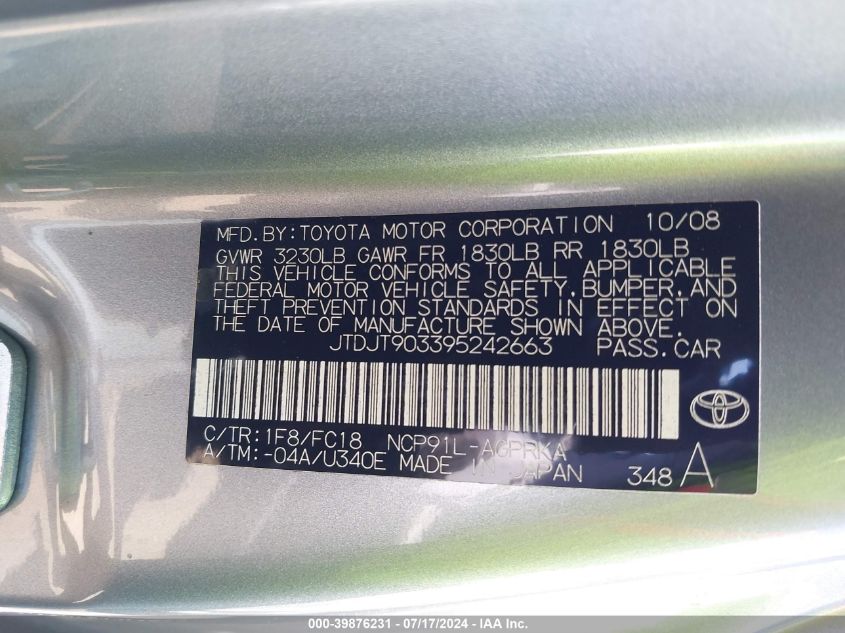 MFD.BY:TOYOTA MOTOR CORPORATION 10/08
GVWR 3230LB GAWR FR 1830LB RR 1830LB
THIS VEHICLE CONFORMS TO ALL APPLICABLE
FEDERAL MOTOR VEHICLE SAFETY, BUMPER, AND
THEFT PREVENTION STANDARDS IN EFFECT ON
THE DATE OF MANUFACTURE SHOWN ABOVE.
JTDJT903395242663 PASS.CAR
C/TR:1F8/FC18 NCP91L-AGPRKA
A/TM:-04A/U340E MADE IN JAPAN 348 A
000-39876231 - 07/17/2024 - IAA Inc.